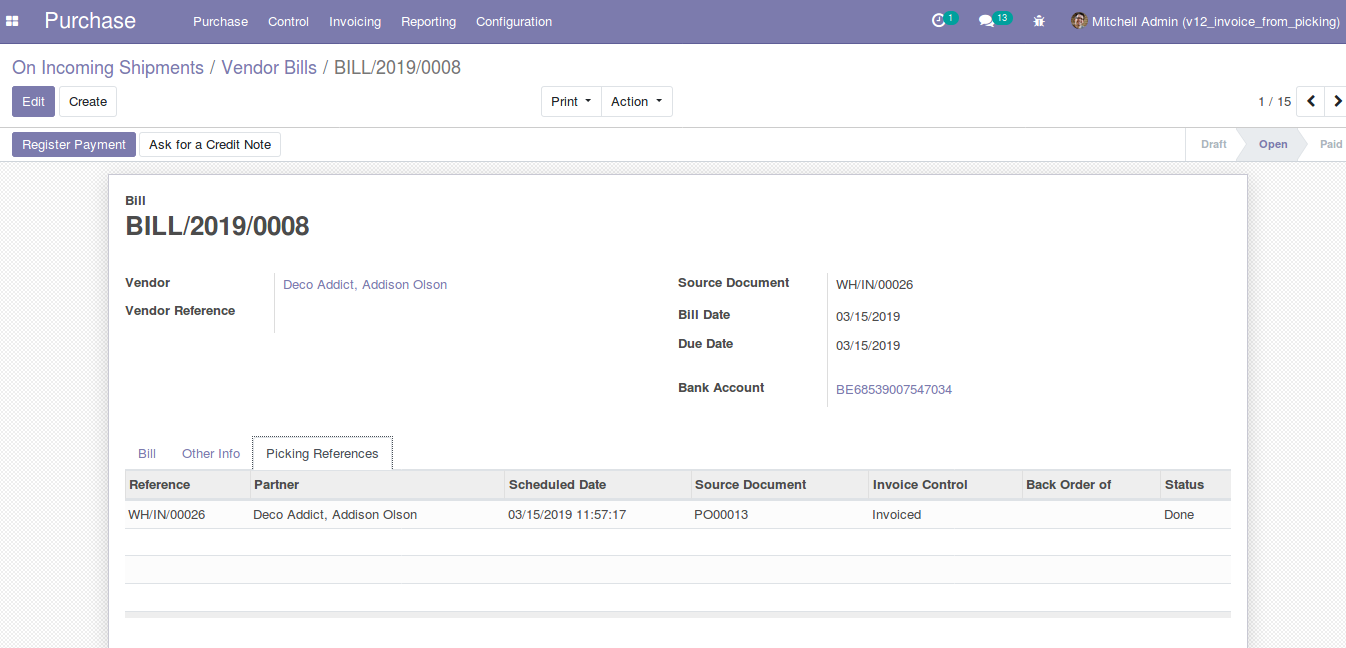 Purchase Purchase Control Invoicing Reporting Configuration 1 13 Mitchell Admin (v12_invoice_from_picking)
On Incoming Shipments / Vendor Bills / BILL/2019/0008
Edit Create Print Action 1 / 15
Register Payment Ask for a Credit Note Draft Open Paid
Bill
BILL/2019/0008
Vendor Deco Addict, Addison Olson Source Document WH/IN/00026
Vendor Reference Bill Date 03/15/2019
Due Date 03/15/2019
Bank Account BE68539007547034
Bill Other Info Picking References
Reference Partner Scheduled Date Source Document Invoice Control Back Order of Status
WH/IN/00026 Deco Addict, Addison Olson 03/15/2019 11:57:17 PO00013 Invoiced Done